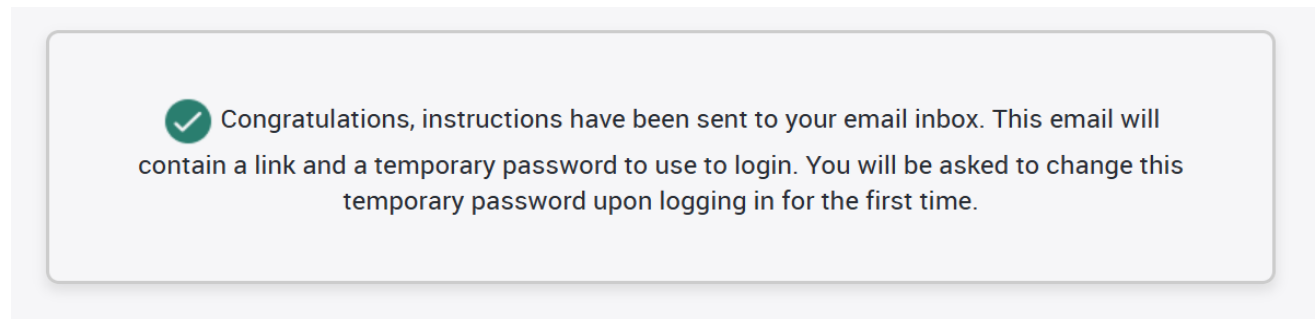 Congratulations, instructions have been sent to your email inbox. This email will
contain a link and a temporary password to use to login. You will be asked to change this
temporary password upon logging in for the first time.